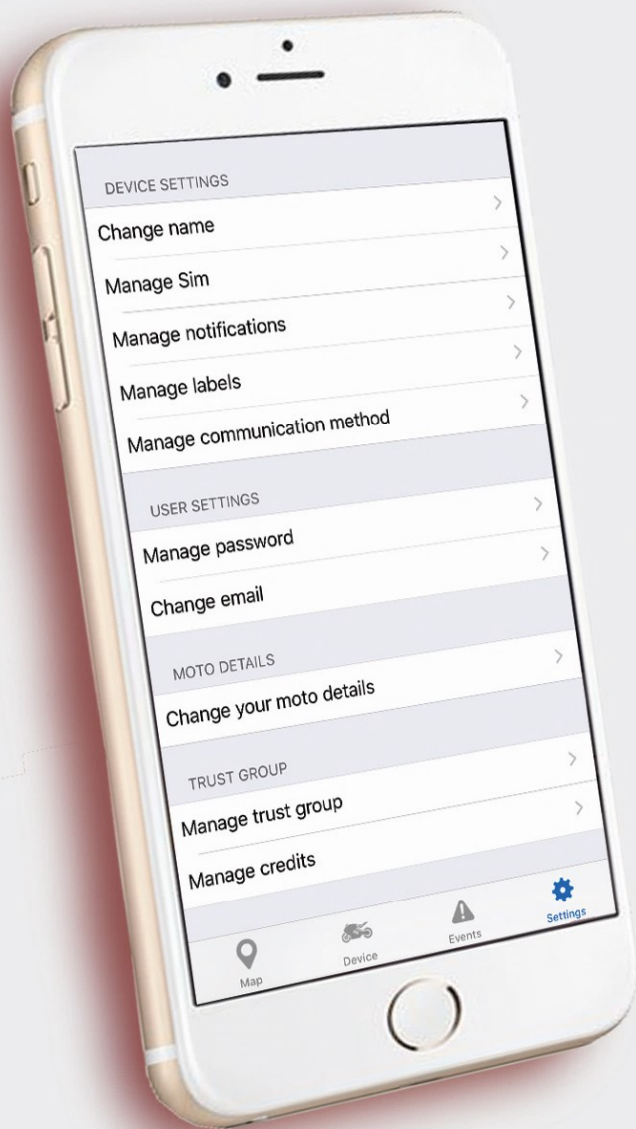 DEVICE SETTINGS
Change name
Manage Sim
Manage notifications
Manage labels
Manage communication method
USER SETTINGS
Manage password
Change email
MOTO DETAILS
Change your moto details
TRUST GROUP
Manage trust group
Manage credits
Map
Device
Events
Settings